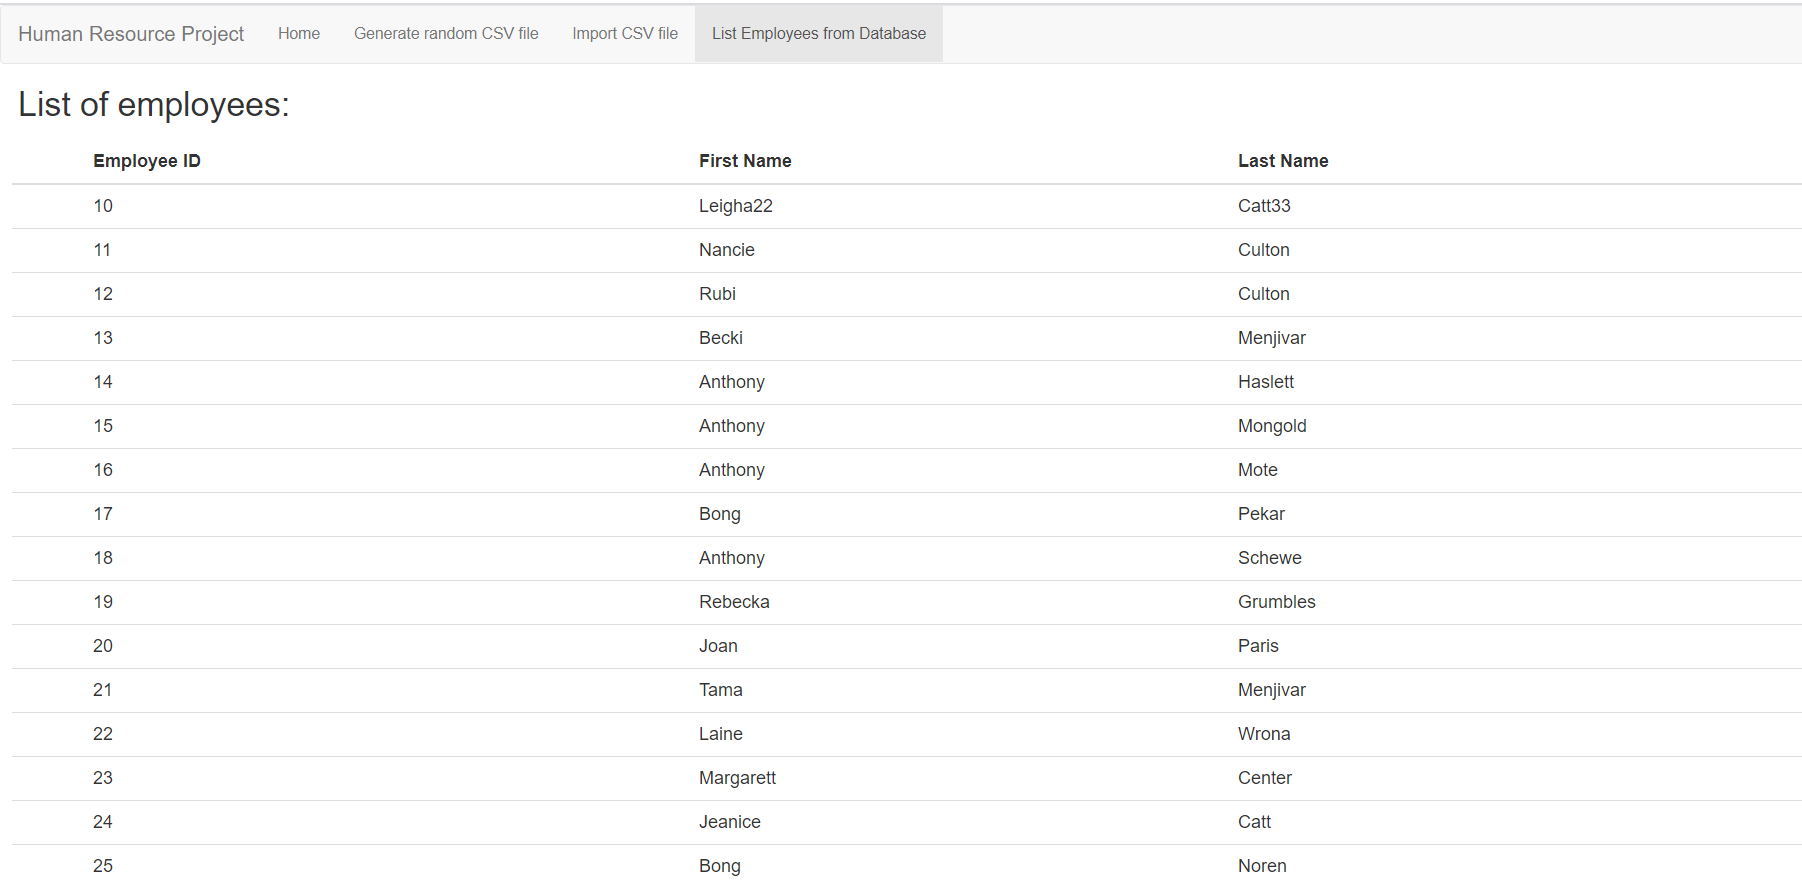 Human Resource Project Home Generate random CSV file Import CSV file List Employees from Database
List of employees:
Employee ID First Name Last Name
10 Leigha22 Catt33
11 Nancie Culton
12 Rubi Culton
13 Becki Menjivar
14 Anthony Haslett
15 Anthony Mongold
16 Anthony Mote
17 Bong Pekar
18 Anthony Schewe
19 Rebecka Grumbles
20 Joan Paris
21 Tama Menjivar
22 Laine Wrona
23 Margarett Center
24 Jeanice Catt
25 Bong Noren